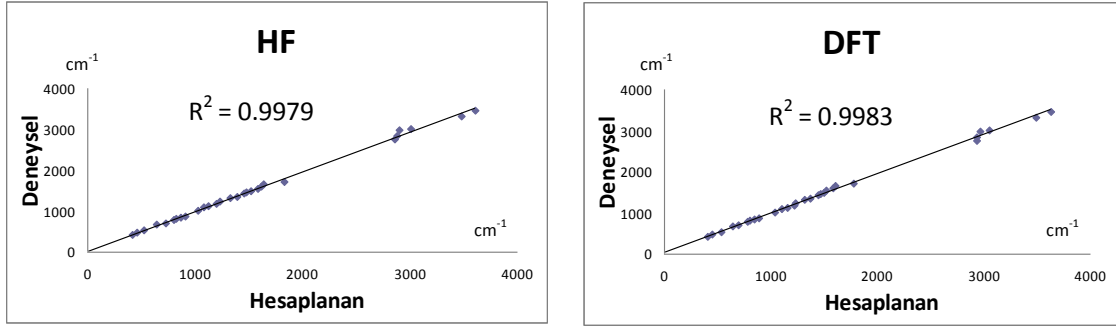 HF
cm-1
R2 = 0.9979
4000
3000
2000
1000
0
Deneysel
cm-1
0 1000 2000 3000 4000
Hesaplanan
DFT
cm-1
R2 = 0.9983
4000
3000
2000
1000
0
Deneysel
cm-1
0 1000 2000 3000 4000
Hesaplanan